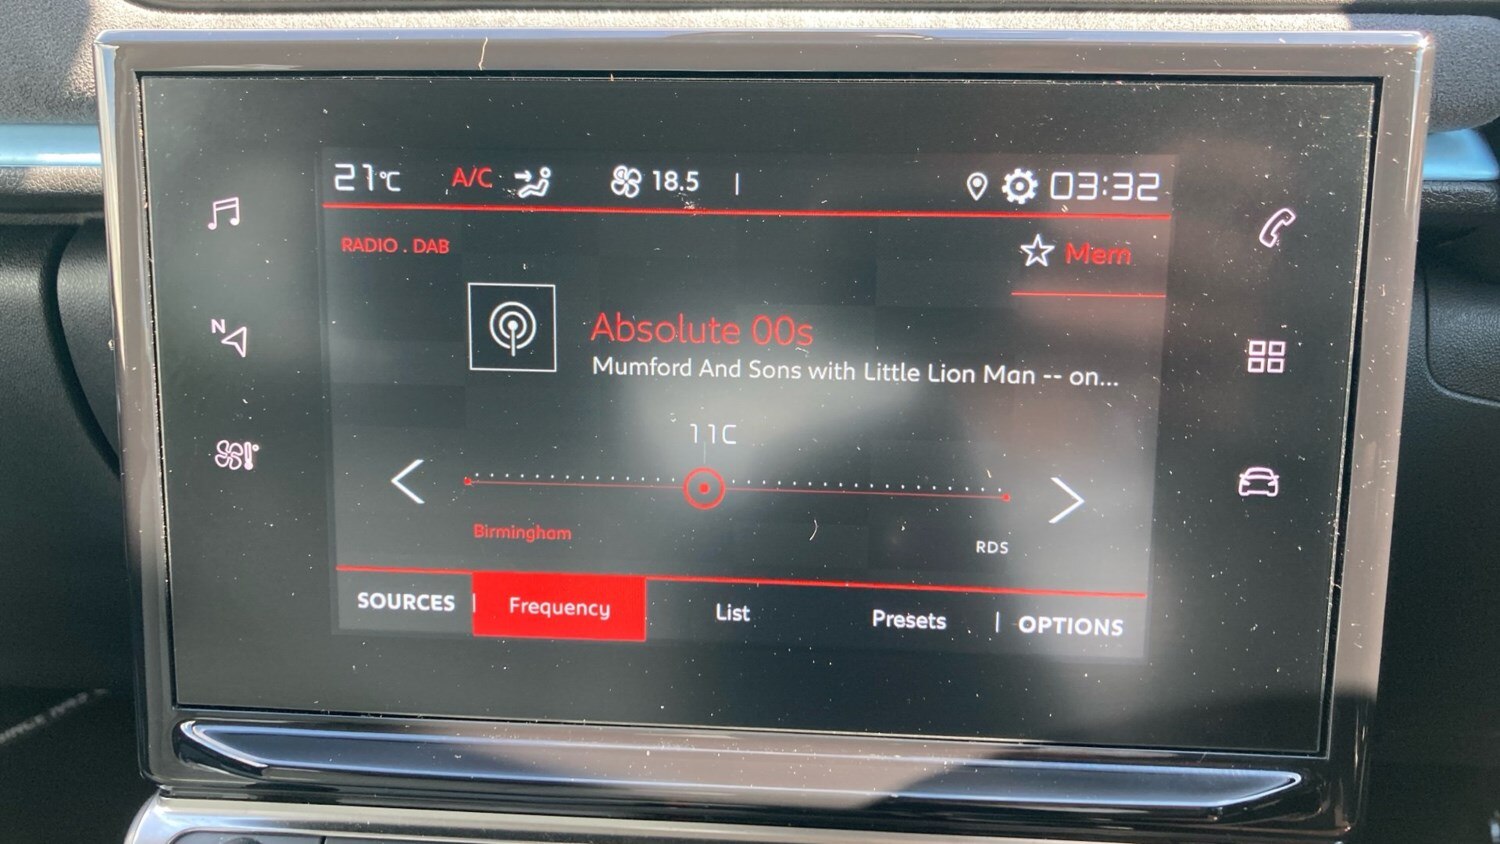 21°C A/C 18.5 | 03:32
RADIO . DAB
Mem
Absolute 00s
Mumford And Sons with Little Lion Man -- on...
11C
N
Birmingham
RDS
SOURCES | Frequency List Presets | OPTIONS